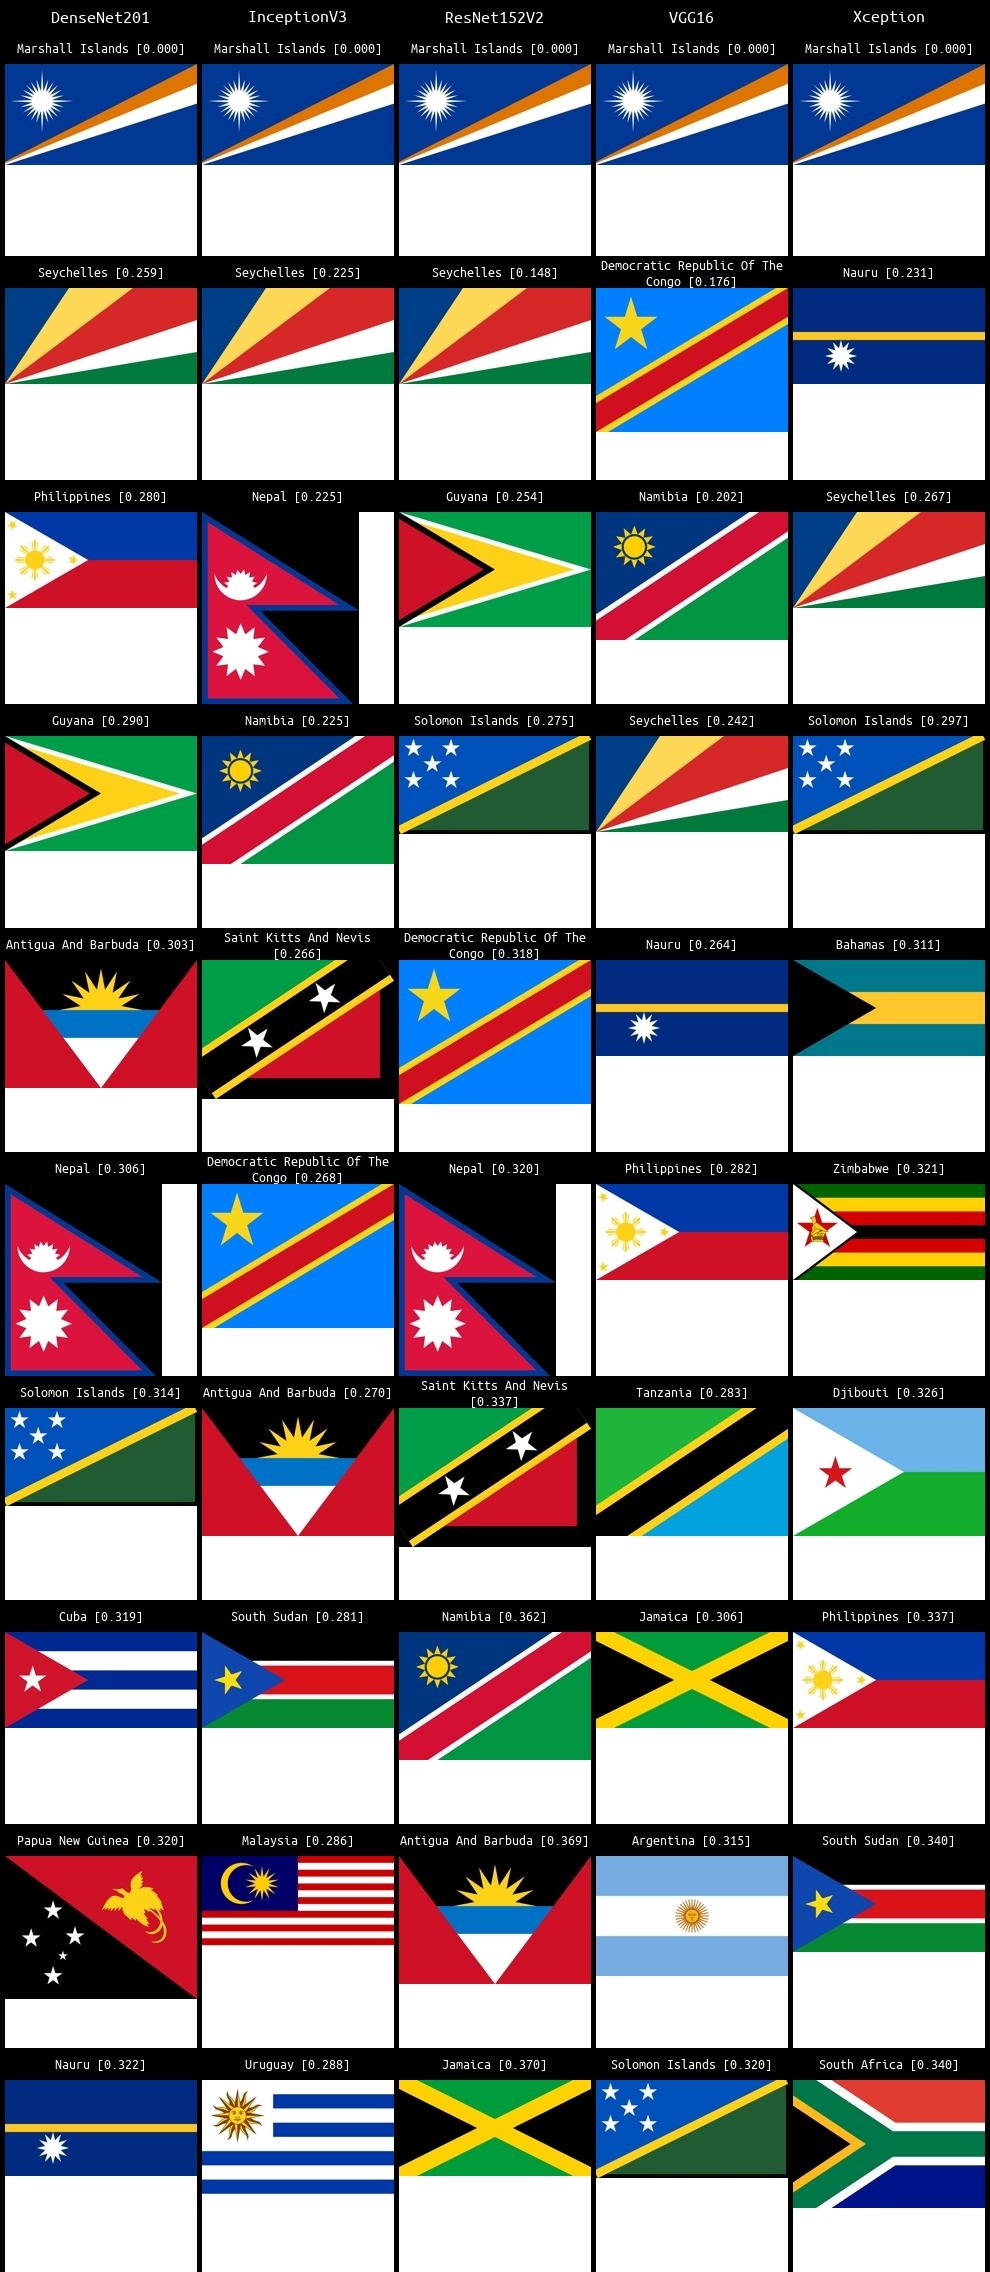 DenseNet201 InceptionV3 ResNet152V2 VGG16 Xception
Marshall Islands [0.000] Marshall Islands [0.000] Marshall Islands [0.000] Marshall Islands [0.000] Marshall Islands [0.000]
Seychelles [0.259] Seychelles [0.225] Seychelles [0.148] Democratic Republic Of The Nauru [0.231]
Congo [0.176]
Philippines [0.280] Nepal [0.225] Guyana [0.254] Namibia [0.202] Seychelles [0.267]
Guyana [0.290] Namibia [0.225] Solomon Islands [0.275] Seychelles [0.242] Solomon Islands [0.297]
Antigua And Barbuda [0.303] Saint Kitts And Nevis Democratic Republic Of The Nauru [0.264] Bahamas [0.311]
[0.266] Congo [0.318]
Nepal [0.306] Democratic Republic Of The Nepal [0.320] Philippines [0.282] Zimbabwe [0.321]
Congo [0.268]
Solomon Islands [0.314] Antigua And Barbuda [0.270] Saint Kitts And Nevis Tanzania [0.283] Djibouti [0.326]
[0.337]
Cuba [0.319] South Sudan [0.281] Namibia [0.362] Jamaica [0.306] Philippines [0.337]
Papua New Guinea [0.320] Malaysia [0.286] Antigua And Barbuda [0.369] Argentina [0.315] South Sudan [0.340]
Nauru [0.322] Uruguay [0.288] Jamaica [0.370] Solomon Islands [0.320] South Africa [0.340]